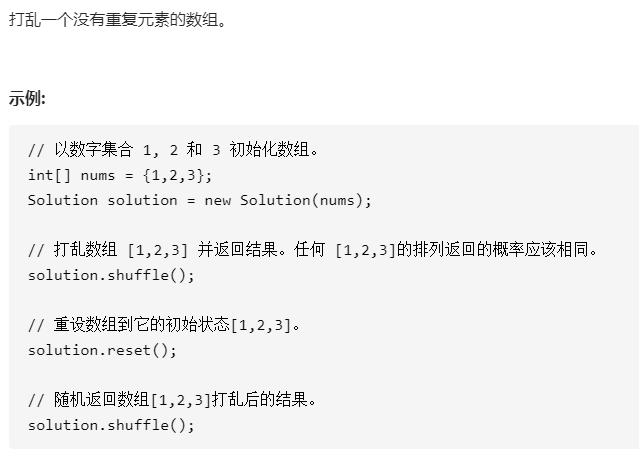 打乱一个没有重复元素的数组。
示例:
// 以数字集合 1, 2 和 3 初始化数组。
int[] nums = {1,2,3};
Solution solution = new Solution(nums);
// 打乱数组 [1,2,3] 并返回结果。任何 [1,2,3]的排列返回的概率应该相同。
solution.shuffle();
// 重设数组到它的初始状态[1,2,3]。
solution.reset();
// 随机返回数组[1,2,3]打乱后的结果。
solution.shuffle();